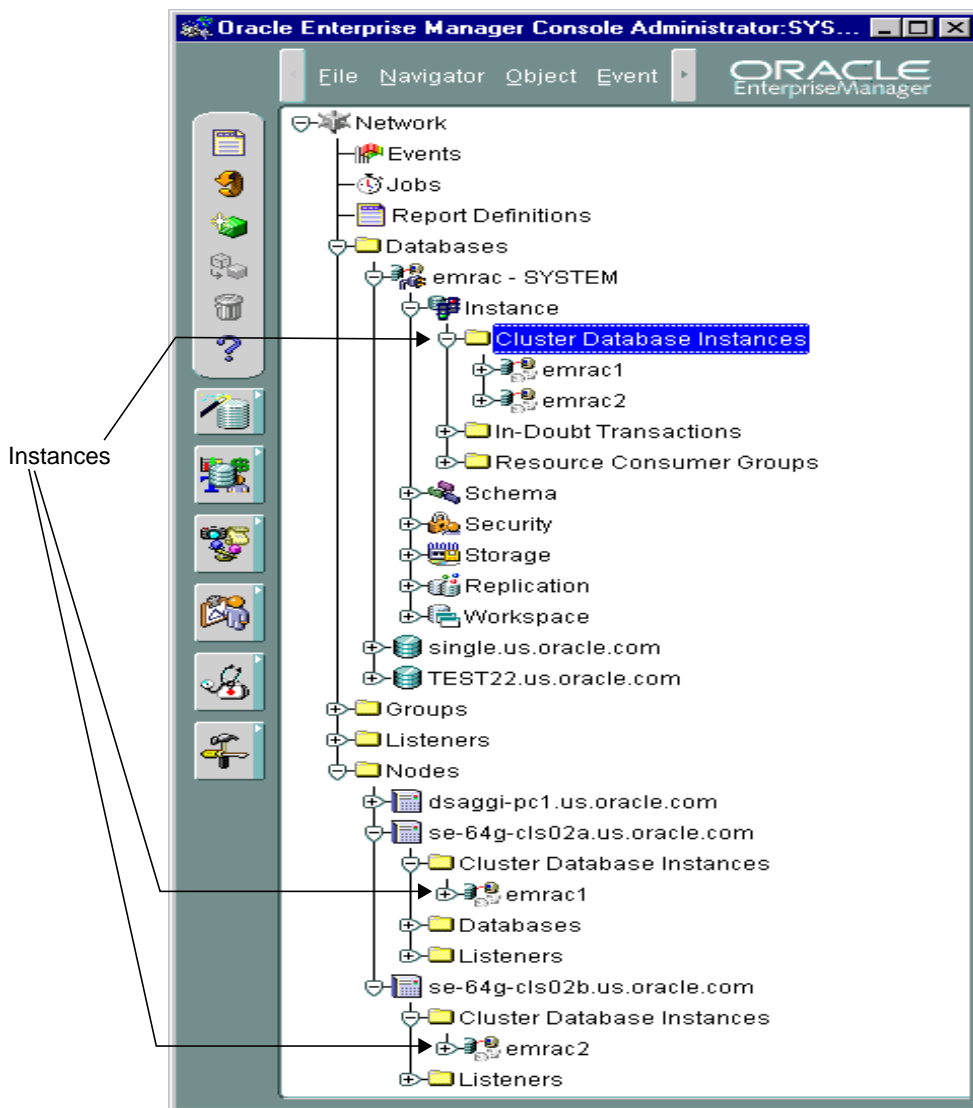 Oracle Enterprise Manager Console Administrator:SYS...
File Navigator Object Event
ORACLE
EnterpriseManager
Network
Events
Jobs
Report Definitions
Databases
emrac - SYSTEM
Instance
Cluster Database Instances
emrac1
emrac2
In-Doubt Transactions
Resource Consumer Groups
Instances
Schema
Security
Storage
Replication
Workspace
single.us.oracle.com
TEST22.us.oracle.com
Groups
Listeners
Nodes
dsaggi-pc1.us.oracle.com
se-64g-cls02a.us.oracle.com
Cluster Database Instances
emrac1
Databases
Listeners
se-64g-cls02b.us.oracle.com
Cluster Database Instances
emrac2
Listeners